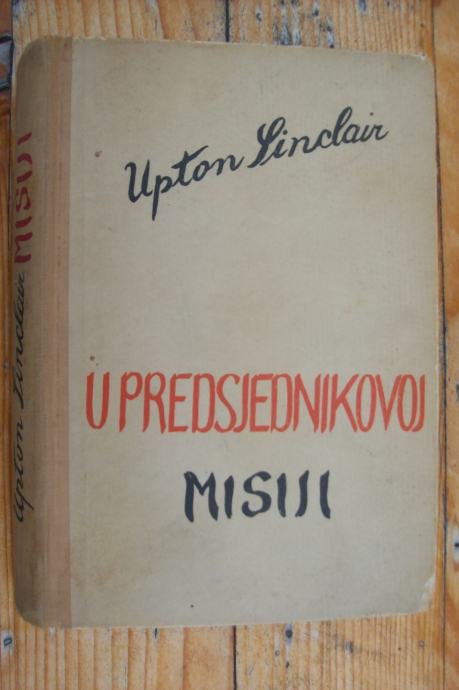 Upton Sinclair
U PREDSJEDNIKOVOJ
MISIJI
Upton Sinclair MISIJI